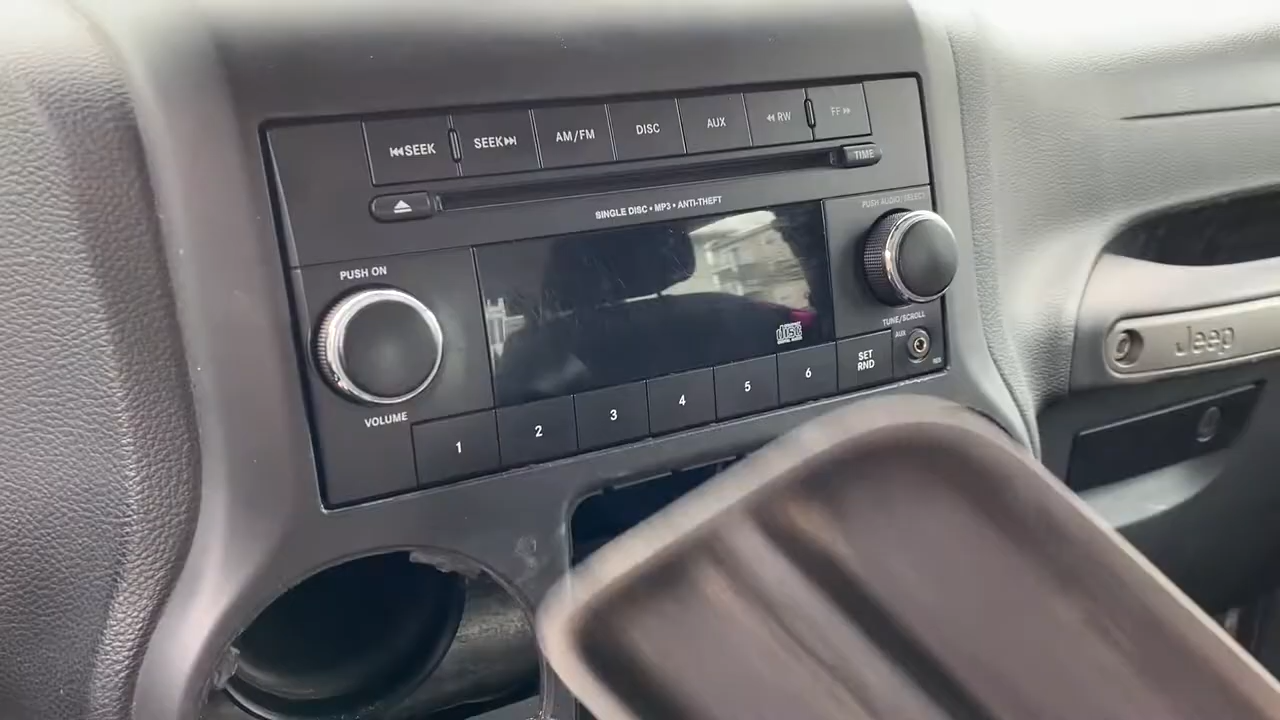 ⏮SEEK SEEK⏭ AM/FM DISC AUX ◀◀ RW FF ▶▶
TIME
SINGLE DISC • MP3 • ANTI-THEFT
PUSH AUDIO/SELECT
PUSH ON
VOLUME
disc
TUNE/SCROLL
AUX
1 2 3 4 5 6 SET RND
Jeep